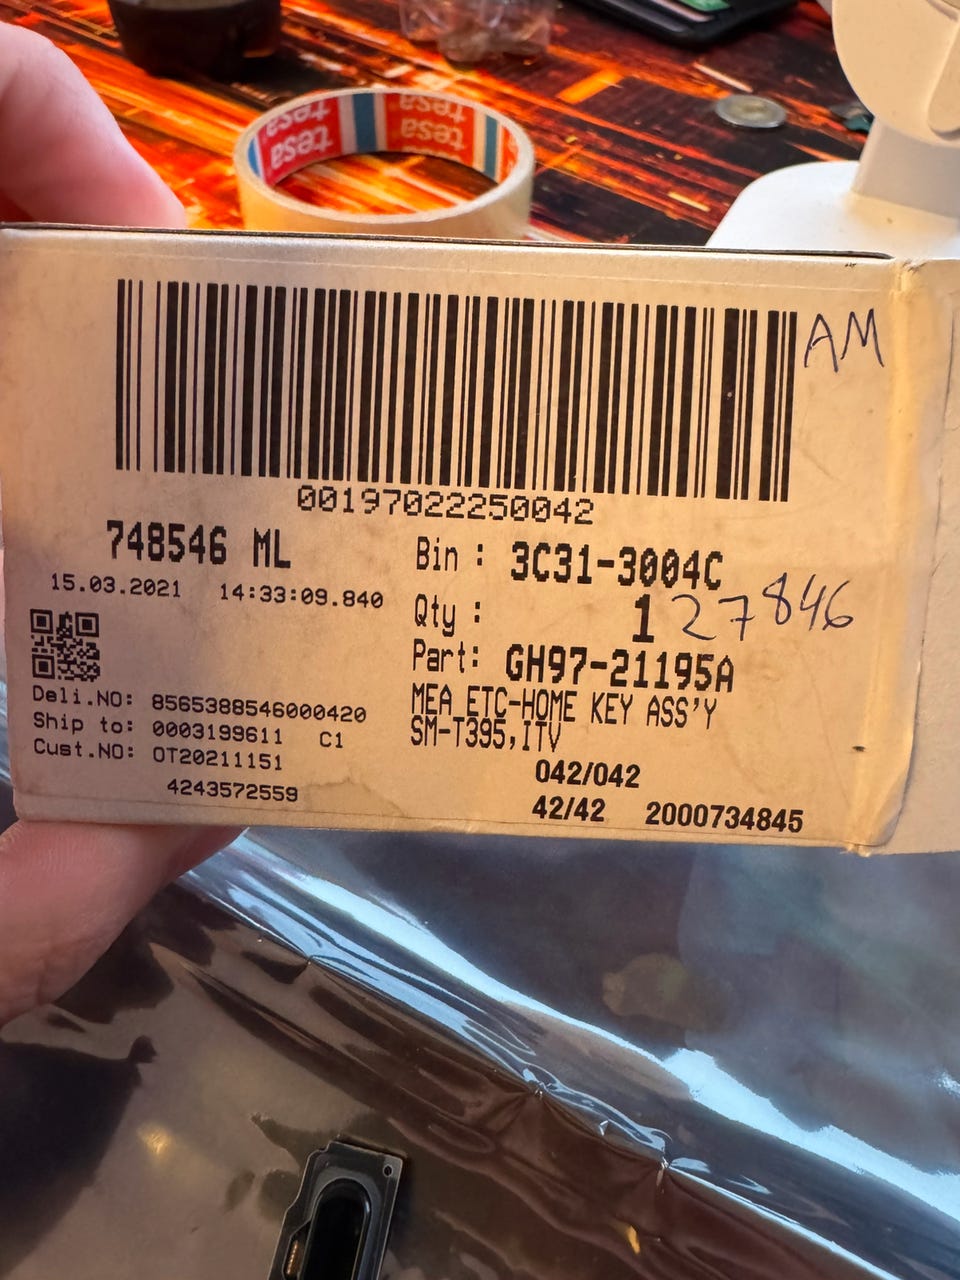 tesa tesa
tesa tesa
AM
00197022250042
748546 ML
15.03.2021 14:33:09.840
Bin : 3C31-3004C
Qty : 1
27846
Part: GH97-21195A
MEA ETC-HOME KEY ASS'Y
SM-T395,ITV
Deli.NO: 8565388546000420
Ship to: 0003199611 C1
Cust.NO: OT20211151
4243572559
042/042
42/42 2000734845